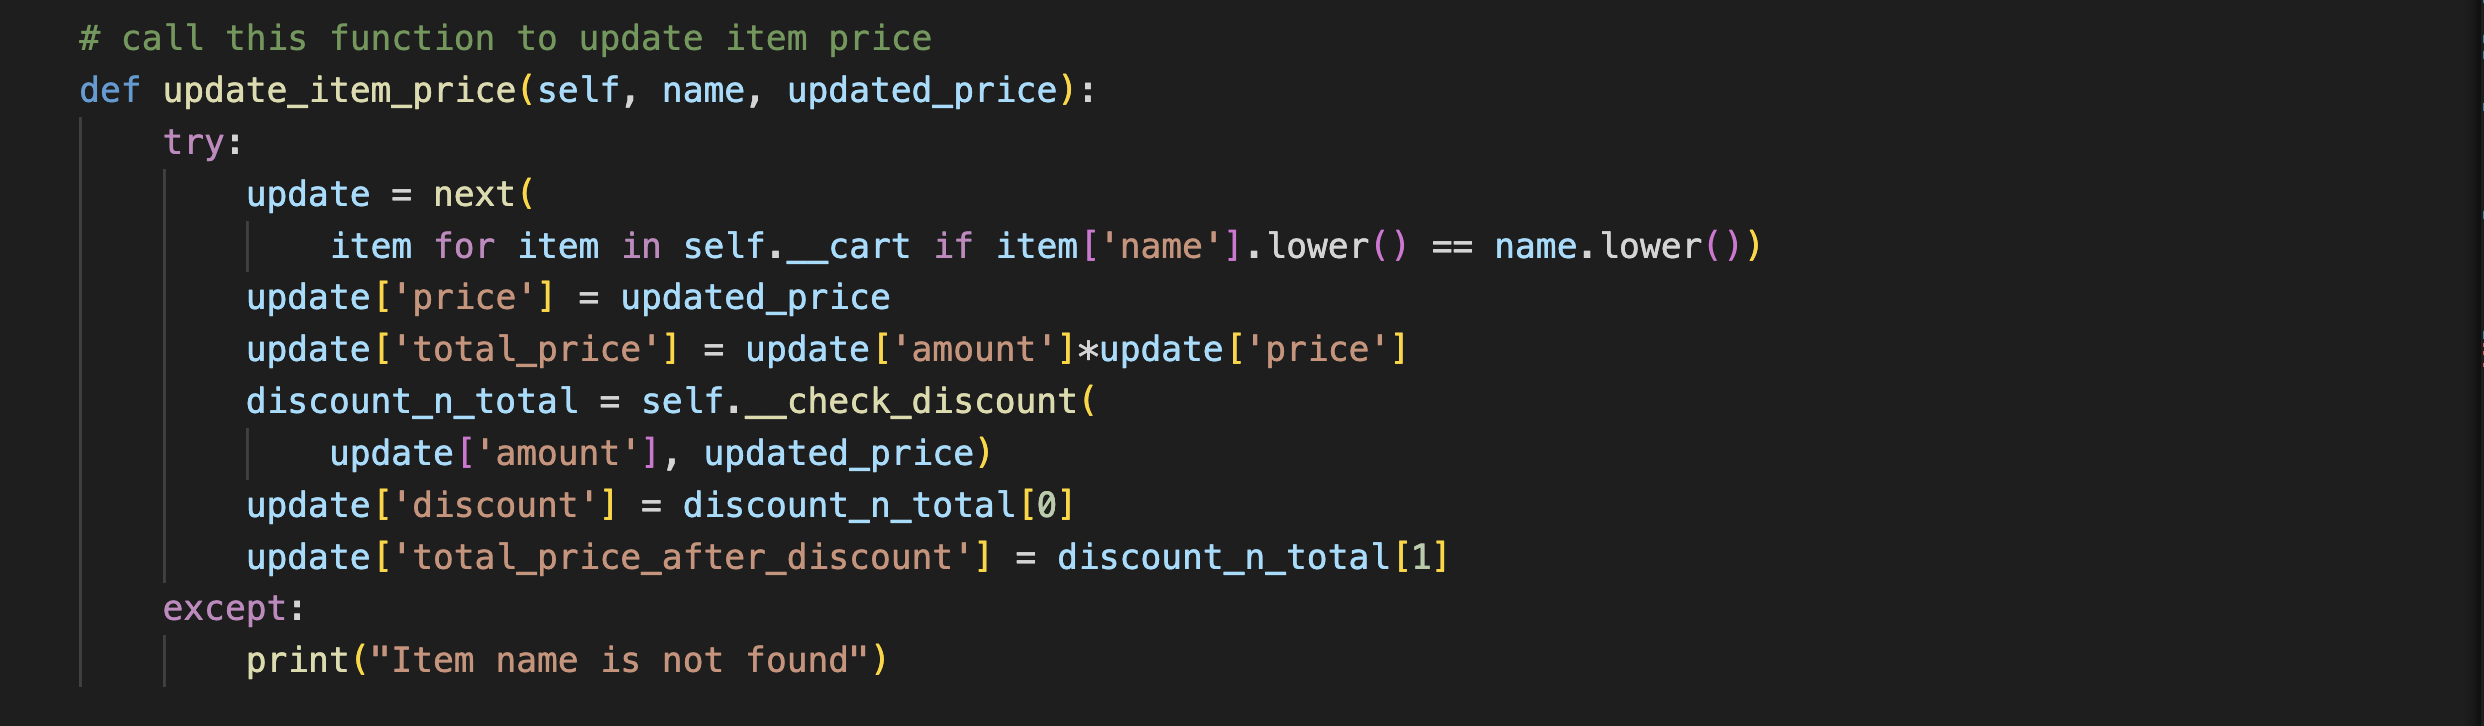 # call this function to update item price
def update_item_price(self, name, updated_price):
    try:
        update = next(
            item for item in self.__cart if item['name'].lower() == name.lower())
        update['price'] = updated_price
        update['total_price'] = update['amount']*update['price']
        discount_n_total = self.__check_discount(
            update['amount'], updated_price)
        update['discount'] = discount_n_total[0]
        update['total_price_after_discount'] = discount_n_total[1]
    except:
        print("Item name is not found")